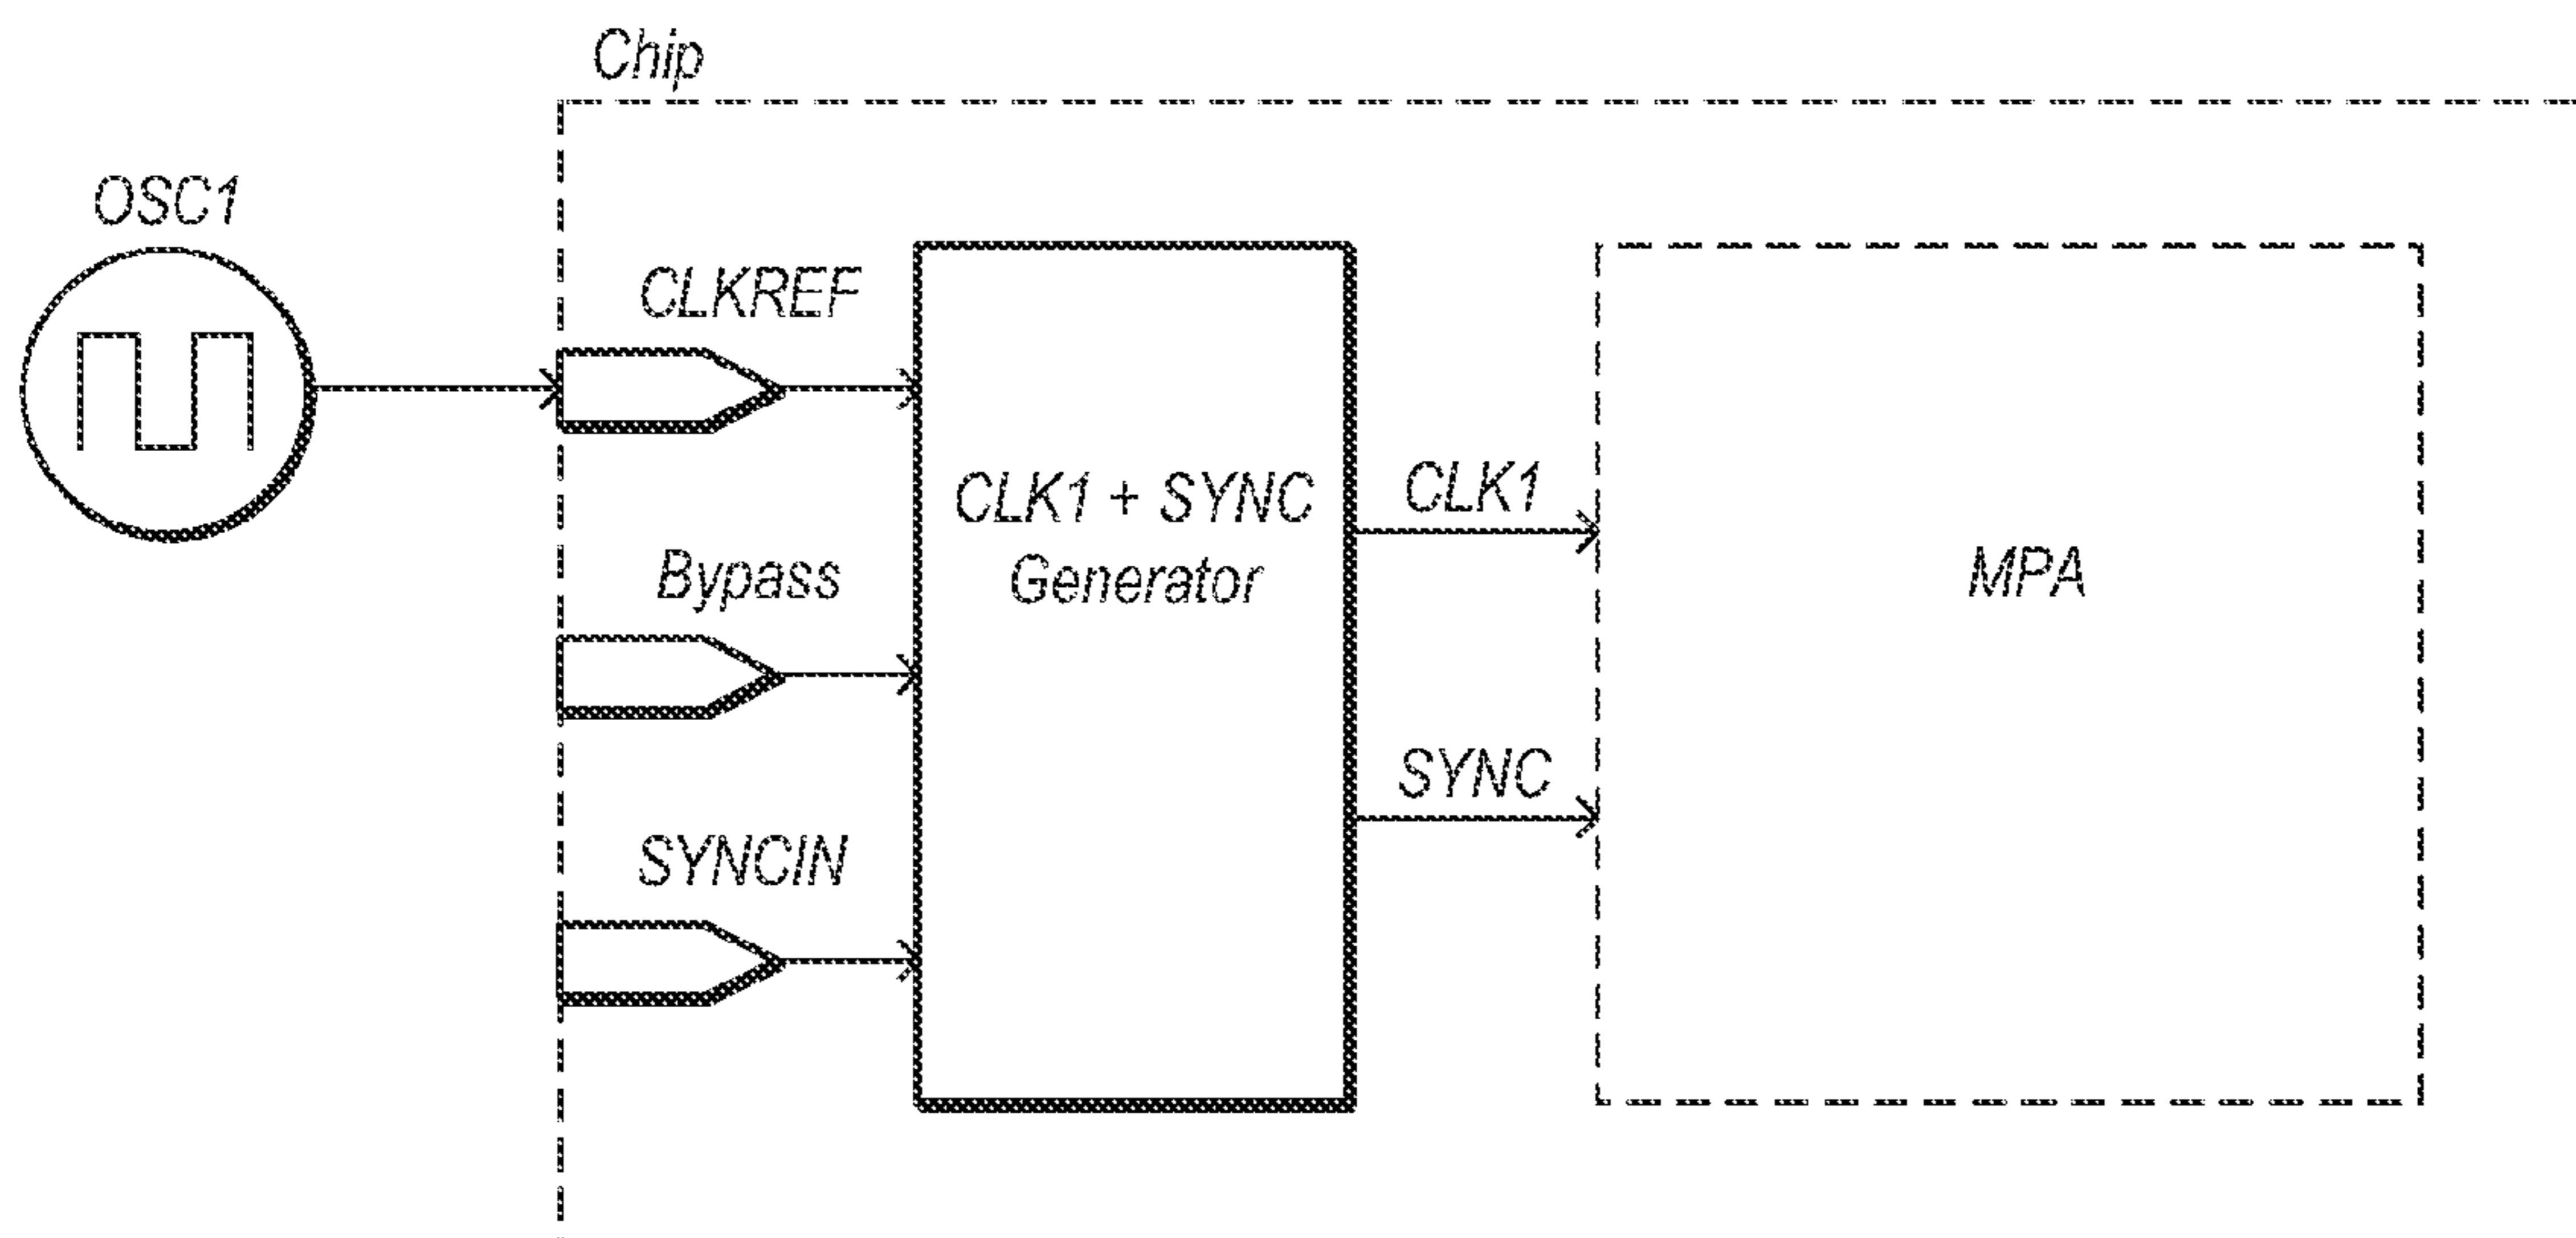 Chip
OSC1
CLKREF
CLK1 + SYNC
Generator
CLK1
Bypass
MPA
SYNC
SYNCIN